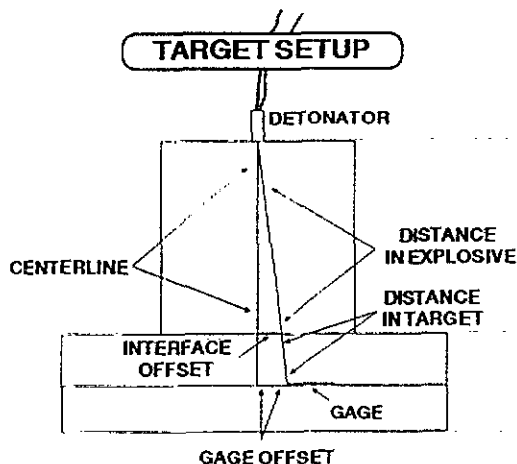 TARGET SETUP
DETONATOR
CENTERLINE
DISTANCE
IN EXPLOSIVE
DISTANCE
IN TARGET
INTERFACE
OFFSET
GAGE
GAGE OFFSET